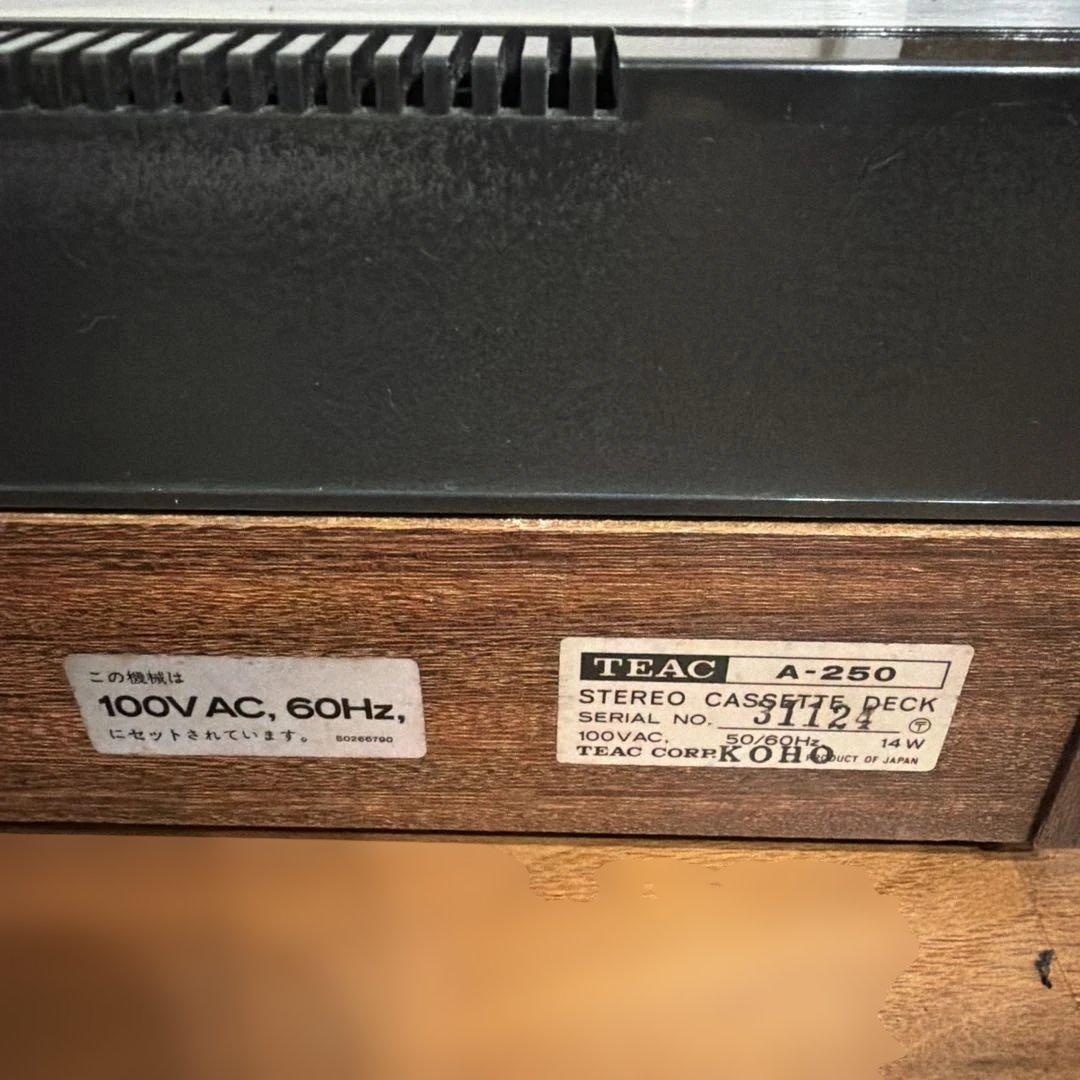 この機械は
100V AC, 60Hz,
にセットされています。 50266790
TEAC A-250
STEREO CASSETTE DECK
SERIAL NO. 31124 〶
100VAC, 50/60Hz 14W
TEAC CORP. KOHO PRODUCT OF JAPAN